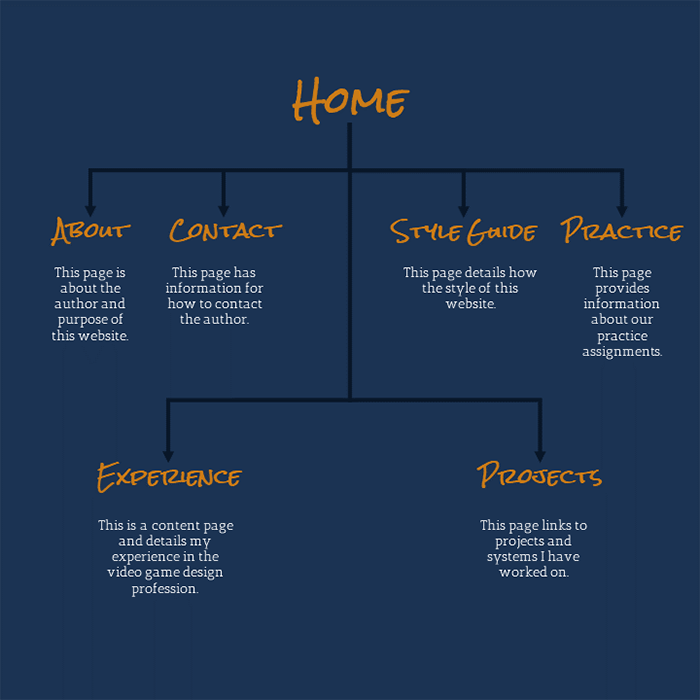 Home
About
This page is
about the
author and
purpose of
this website.
Contact
This page has
information for
how to contact
the author.
Style Guide
This page details how
the style of this
website.
Practice
This page
provides
information
about our
practice
assignments.
Experience
This is a content page
and details my
experience in the
video game design
profession.
Projects
This page links to
projects and
systems I have
worked on.